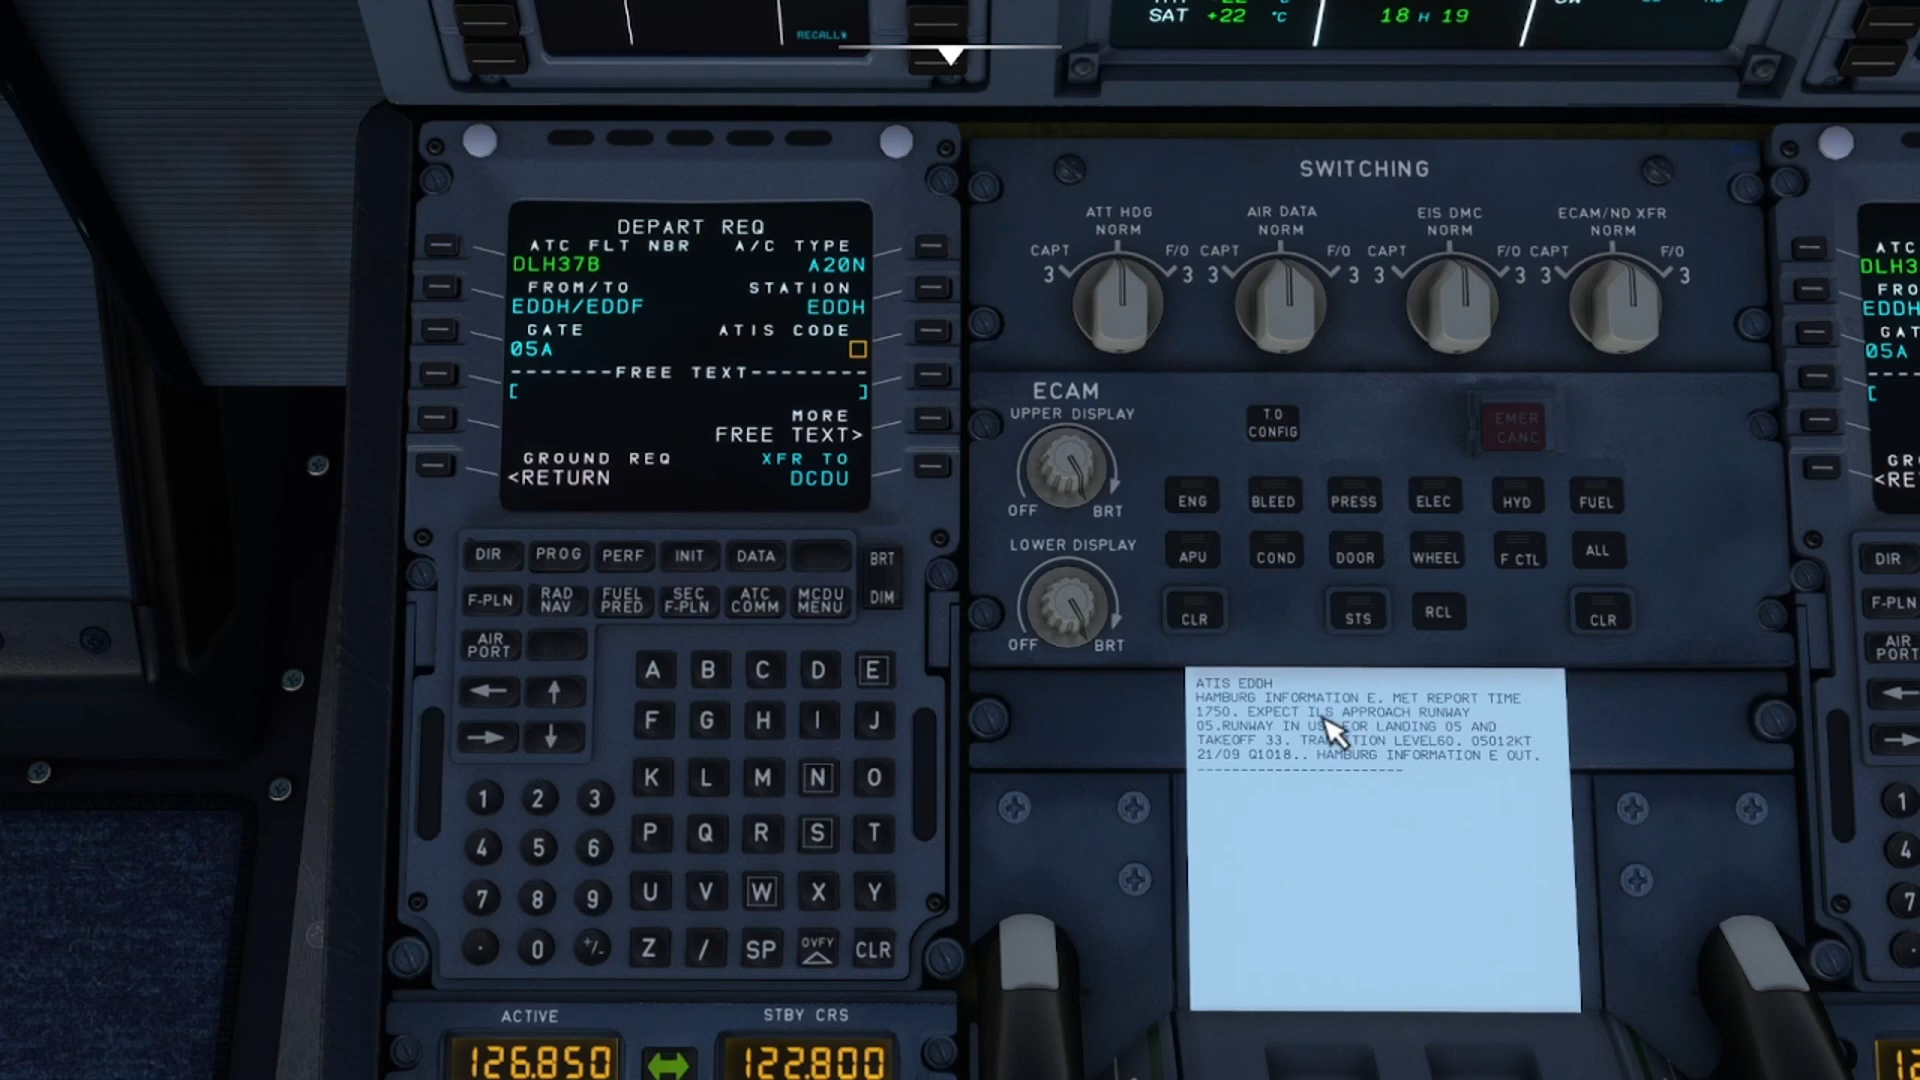 RECALL*
SAT +22 °C
18 H 19
DEPART REQ
ATC FLT NBR A/C TYPE
DLH37B A20N
FROM/TO STATION
EDDH/EDDF EDDH
GATE ATIS CODE
05A
-------FREE TEXT--------
[ ]
MORE
FREE TEXT>
GROUND REQ XFR TO
<RETURN DCDU
DIR PROG PERF INIT DATA
BRT
DIM
F-PLN
RAD NAV
FUEL PRED
SEC F-PLN
ATC COMM
MCDU MENU
AIR PORT
← ↑
→ ↓
A B C D E
F G H I J
K L M N O
P Q R S T
U V W X Y
Z / SP OVFY CLR
1 2 3
4 5 6
7 8 9
. 0 +/-
ACTIVE STBY CRS
126.850 122.800
SWITCHING
ATT HDG AIR DATA EIS DMC ECAM/ND XFR
NORM NORM NORM NORM
CAPT F/O CAPT F/O CAPT F/O CAPT F/O
3 3 3 3 3 3 3 3
ECAM
UPPER DISPLAY
OFF BRT
LOWER DISPLAY
OFF BRT
T.O
CONFIG
EMER
CANC
ENG BLEED PRESS ELEC HYD FUEL
APU COND DOOR WHEEL F CTL ALL
CLR STS RCL CLR
ATIS EDDH
HAMBURG INFORMATION E. MET REPORT TIME
1750. EXPECT ILS APPROACH RUNWAY
05.RUNWAY IN USE FOR LANDING 05 AND
TAKEOFF 33. TRANSITION LEVEL60. 05012KT
21/09 Q1018.. HAMBURG INFORMATION E OUT.
------------------------
ATC
DLH3
FRO
EDDH
GAT
05A
[
GR
<RE
DIR
F-PLN
AIR
PORT
←
→
1
4
7
.
12